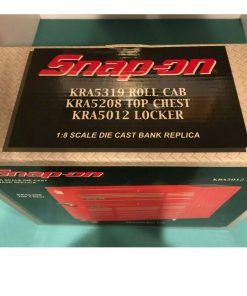 Snap-on
KRA5319 ROLL CAB
KRA5208 TOP CHEST
KRA5012 LOCKER
1:8 SCALE DIE CAST BANK REPLICA
Snap-on
KRA5012